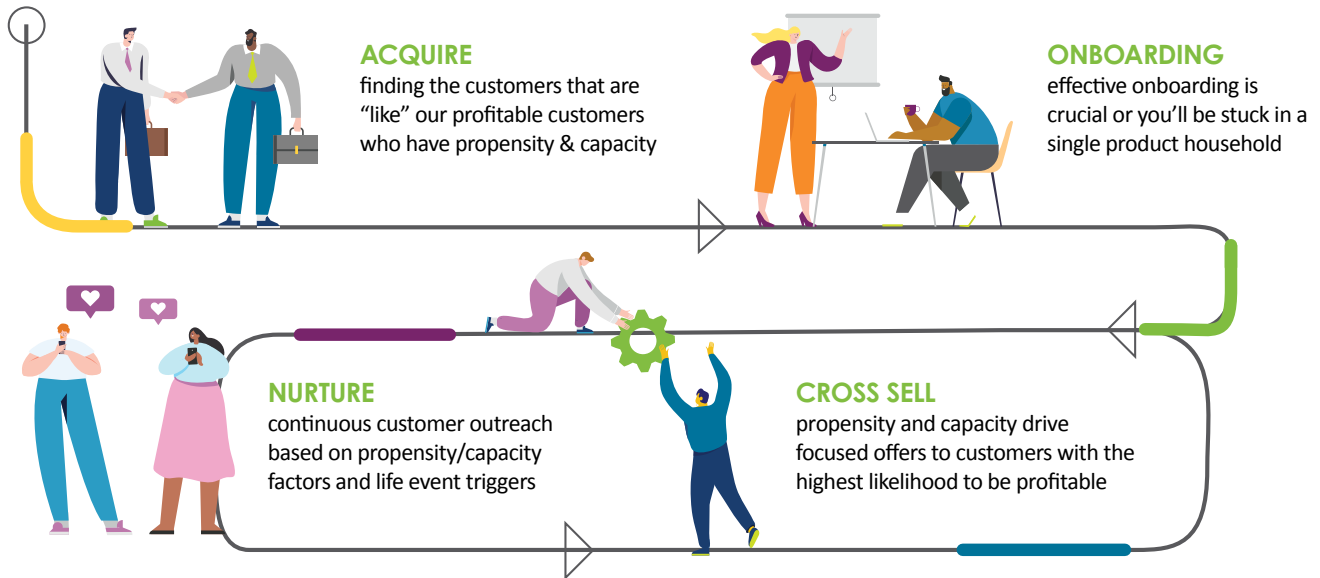 ACQUIRE
finding the customers that are
“like” our profitable customers
who have propensity & capacity
ONBOARDING
effective onboarding is
crucial or you’ll be stuck in a
single product household
NURTURE
continuous customer outreach
based on propensity/capacity
factors and life event triggers
CROSS SELL
propensity and capacity drive
focused offers to customers with the
highest likelihood to be profitable